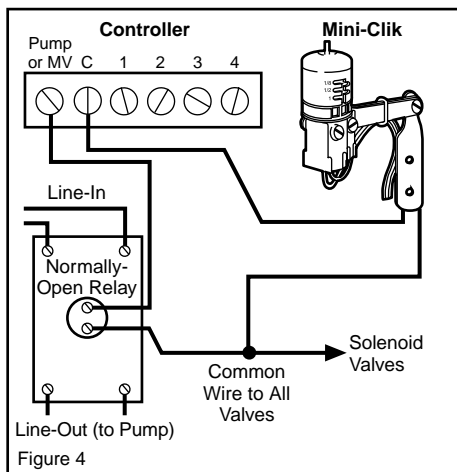 Controller
Mini-Clik
Pump
or MV C 1 2 3 4
Line-In
Normally-
Open Relay
Solenoid
Valves
Common
Wire to All
Valves
Line-Out (to Pump)
Figure 4